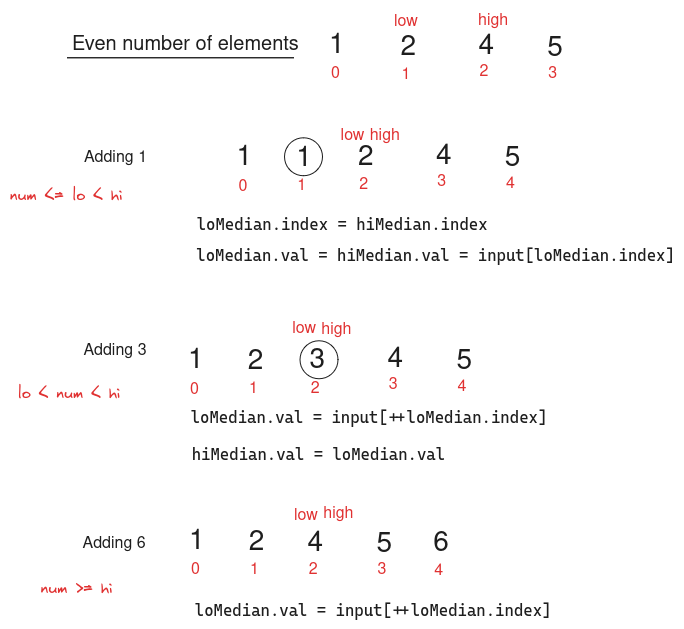 low high
Even number of elements 1 2 4 5
0 1 2 3
low high
Adding 1 1 1 2 4 5
0 1 2 3 4
num <= lo < hi
loMedian.index = hiMedian.index
loMedian.val = hiMedian.val = input[loMedian.index]
low high
Adding 3 1 2 3 4 5
0 1 2 3 4
lo < num < hi
loMedian.val = input[++loMedian.index]
hiMedian.val = loMedian.val
low high
Adding 6 1 2 4 5 6
0 1 2 3 4
num >= hi
loMedian.val = input[++loMedian.index]